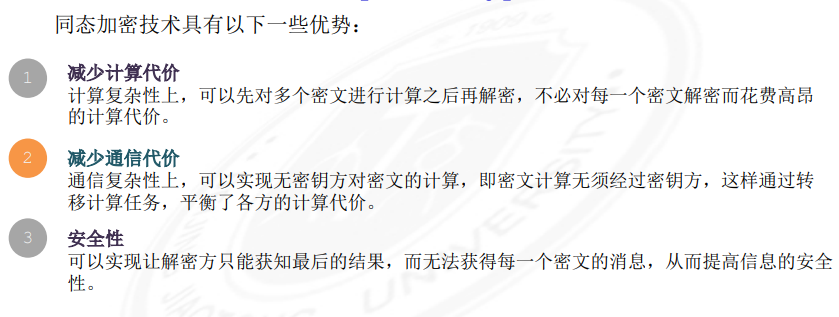 同态加密技术具有以下一些优势：
1
减少计算代价
计算复杂性上，可以先对多个密文进行计算之后再解密，不必对每一个密文解密而花费高昂
的计算代价。
2
减少通信代价
通信复杂性上，可以实现无密钥方对密文的计算，即密文计算无须经过密钥方，这样通过转
移计算任务，平衡了各方的计算代价。
3
安全性
可以实现让解密方只能获知最后的结果，而无法获得每一个密文的消息，从而提高信息的安全
性。
UNIVERSITY